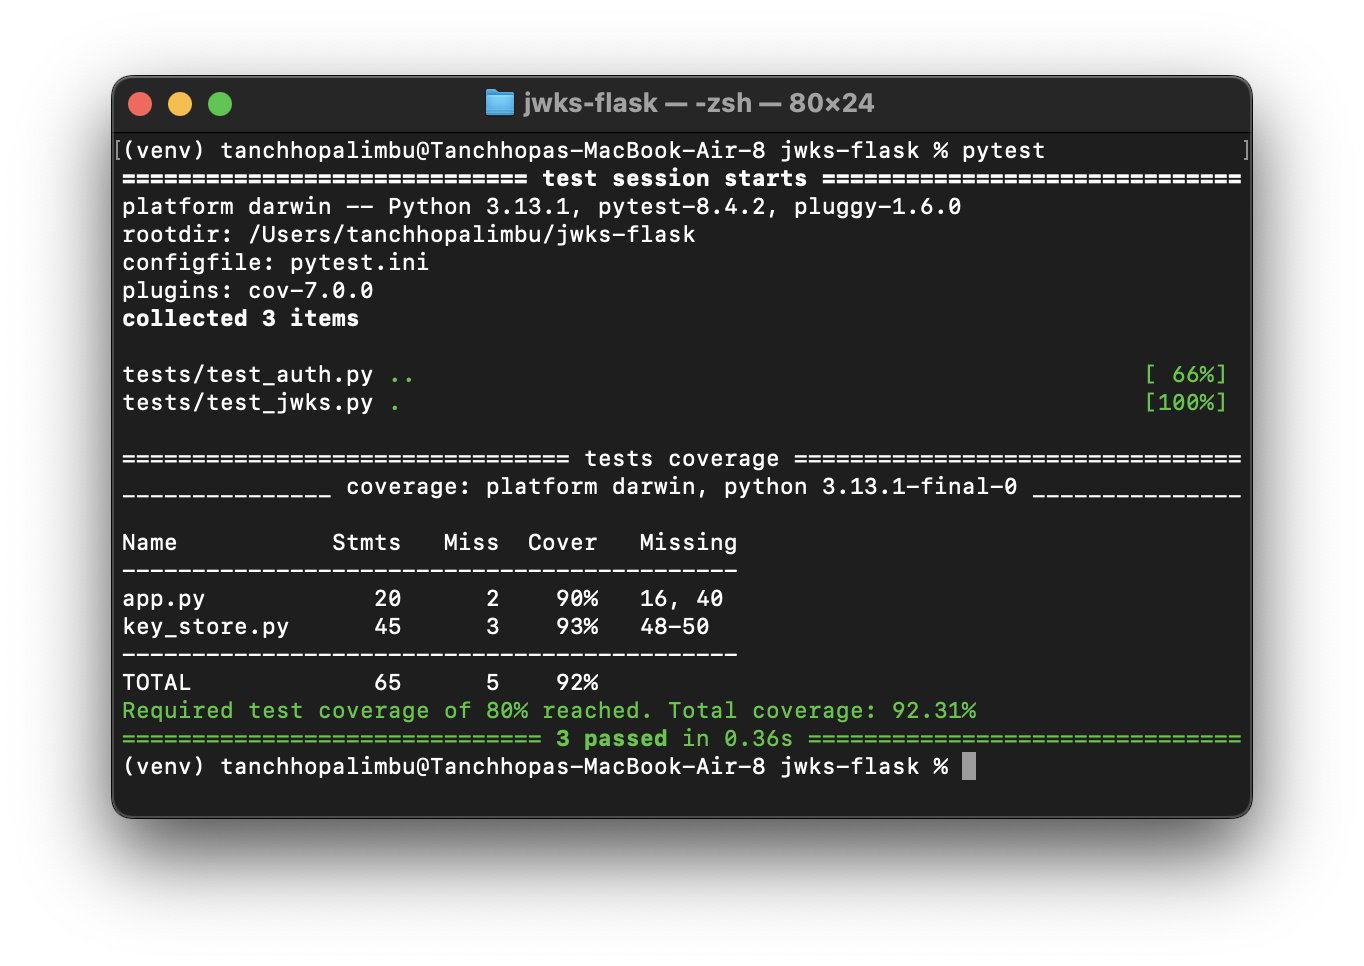 jwks-flask — -zsh — 80×24
[(venv) tanchhopalimbu@Tanchhopas-MacBook-Air-8 jwks-flask % pytest ]
============================= test session starts ==============================
platform darwin -- Python 3.13.1, pytest-8.4.2, pluggy-1.6.0
rootdir: /Users/tanchhopalimbu/jwks-flask
configfile: pytest.ini
plugins: cov-7.0.0
collected 3 items
tests/test_auth.py .. [ 66%]
tests/test_jwks.py . [100%]
================================ tests coverage ================================
_______________ coverage: platform darwin, python 3.13.1-final-0 _______________
Name Stmts Miss Cover Missing
--------------------------------------------
app.py 20 2 90% 16, 40
key_store.py 45 3 93% 48-50
--------------------------------------------
TOTAL 65 5 92%
Required test coverage of 80% reached. Total coverage: 92.31%
============================== 3 passed in 0.36s ===============================
(venv) tanchhopalimbu@Tanchhopas-MacBook-Air-8 jwks-flask %